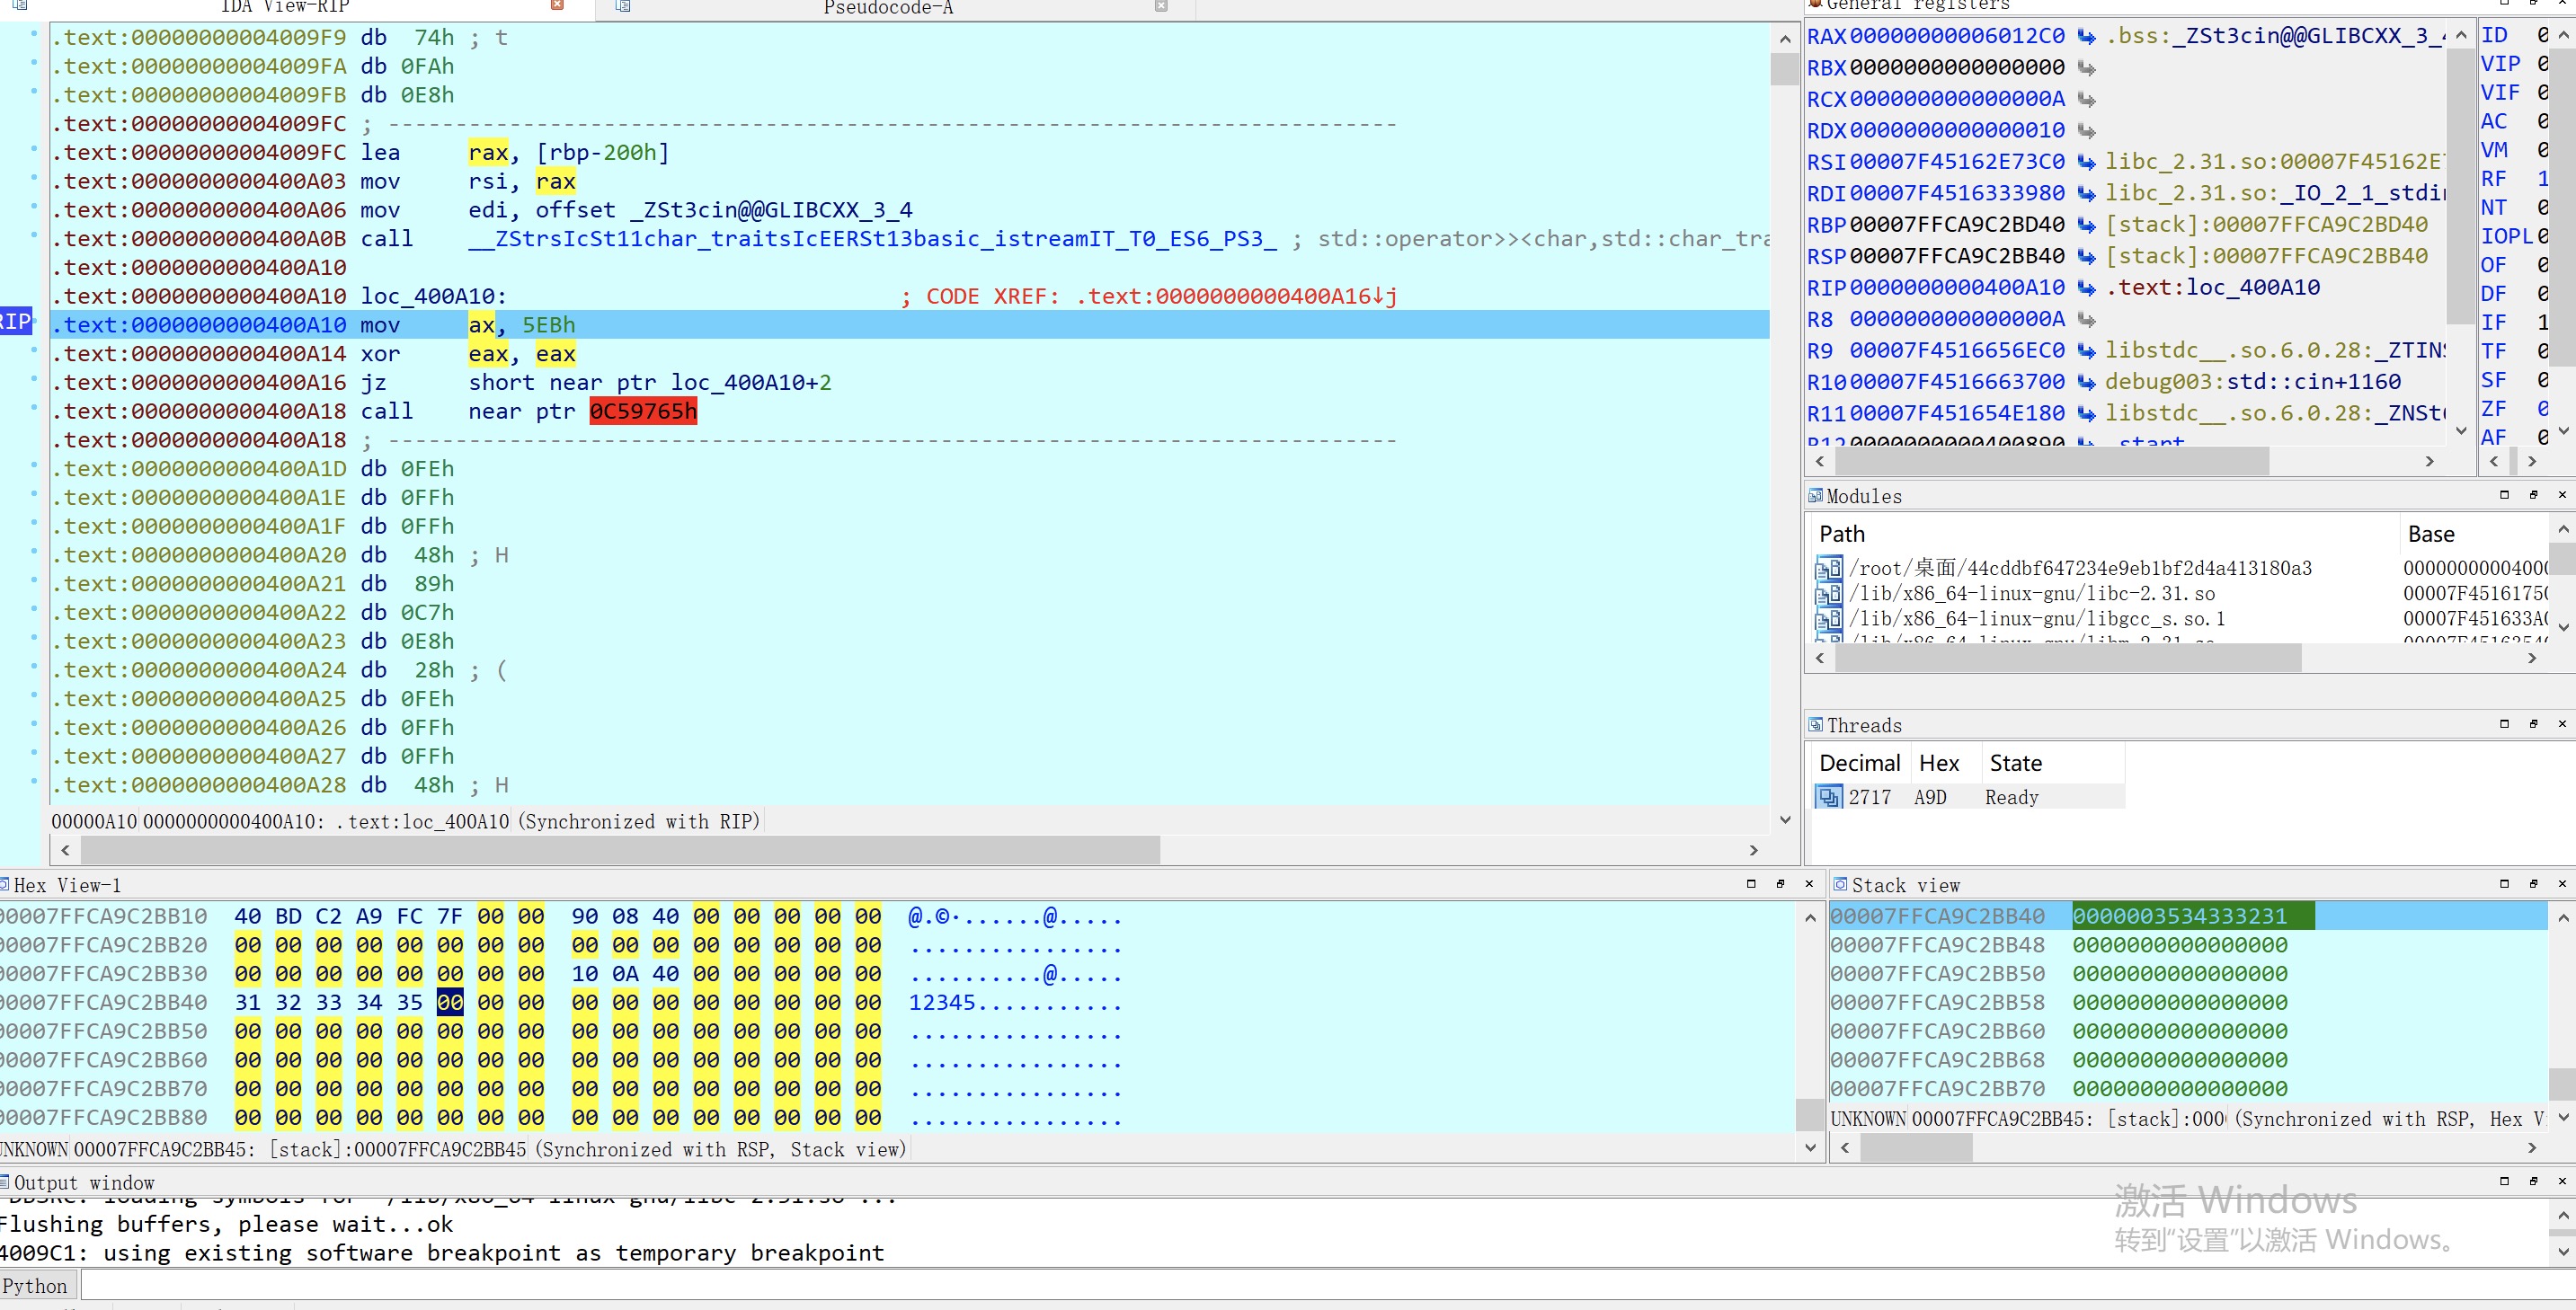 IDA View-RIP
Pseudocode-A
.text:00000000004009F9 db 74h ; t
.text:00000000004009FA db 0FAh
.text:00000000004009FB db 0E8h
.text:00000000004009FC ; ---------------------------------------------------------------------------
.text:00000000004009FC lea rax, [rbp-200h]
.text:0000000000400A03 mov rsi, rax
.text:0000000000400A06 mov edi, offset _ZSt3cin@@GLIBCXX_3_4
.text:0000000000400A0B call __ZStrsIcSt11char_traitsIcEERSt13basic_istreamIT_T0_ES6_PS3_ ; std::operator>><char,std::char_tra
.text:0000000000400A10
.text:0000000000400A10 loc_400A10: ; CODE XREF: .text:0000000000400A16↓j
RIP .text:0000000000400A10 mov ax, 5EBh
.text:0000000000400A14 xor eax, eax
.text:0000000000400A16 jz short near ptr loc_400A10+2
.text:0000000000400A18 call near ptr 0C59765h
.text:0000000000400A18 ; ---------------------------------------------------------------------------
.text:0000000000400A1D db 0FEh
.text:0000000000400A1E db 0FFh
.text:0000000000400A1F db 0FFh
.text:0000000000400A20 db 48h ; H
.text:0000000000400A21 db 89h
.text:0000000000400A22 db 0C7h
.text:0000000000400A23 db 0E8h
.text:0000000000400A24 db 28h ; (
.text:0000000000400A25 db 0FEh
.text:0000000000400A26 db 0FFh
.text:0000000000400A27 db 0FFh
.text:0000000000400A28 db 48h ; H
00000A10 0000000000400A10: .text:loc_400A10 (Synchronized with RIP)
General registers
RAX 00000000006012C0 .bss:_ZSt3cin@@GLIBCXX_3_4
RBX 0000000000000000
RCX 000000000000000A
RDX 0000000000000010
RSI 00007F45162E73C0 libc_2.31.so:00007F45162E7
RDI 00007F4516333980 libc_2.31.so:_IO_2_1_stdi
RBP 00007FFCA9C2BD40 [stack]:00007FFCA9C2BD40
RSP 00007FFCA9C2BB40 [stack]:00007FFCA9C2BB40
RIP 0000000000400A10 .text:loc_400A10
R8 000000000000000A
R9 00007F4516656EC0 libstdc__.so.6.0.28:_ZTIN
R10 00007F4516663700 debug003:std::cin+1160
R11 00007F451654E180 libstdc__.so.6.0.28:_ZNSt
R12 0000000000400890 _start
ID 0
VIP 0
VIF 0
AC 0
VM 0
RF 1
NT 0
IOPL 0
OF 0
DF 0
IF 1
TF 0
SF 0
ZF 0
AF 0
Modules
Path Base
/root/桌面/44cddbf647234e9eb1bf2d4a413180a3 0000000000400
/lib/x86_64-linux-gnu/libc-2.31.so 00007F4516175
/lib/x86_64-linux-gnu/libgcc_s.so.1 00007F451633A
/lib/x86_64-linux-gnu/libm-2.31.so
Threads
Decimal Hex State
2717 A9D Ready
Hex View-1
00007FFCA9C2BB10 40 BD C2 A9 FC 7F 00 00 90 08 40 00 00 00 00 00 @.©·......@.....
00007FFCA9C2BB20 00 00 00 00 00 00 00 00 00 00 00 00 00 00 00 00 ................
00007FFCA9C2BB30 00 00 00 00 00 00 00 00 10 0A 40 00 00 00 00 00 ..........@.....
00007FFCA9C2BB40 31 32 33 34 35 00 00 00 00 00 00 00 00 00 00 00 12345...........
00007FFCA9C2BB50 00 00 00 00 00 00 00 00 00 00 00 00 00 00 00 00 ................
00007FFCA9C2BB60 00 00 00 00 00 00 00 00 00 00 00 00 00 00 00 00 ................
00007FFCA9C2BB70 00 00 00 00 00 00 00 00 00 00 00 00 00 00 00 00 ................
00007FFCA9C2BB80 00 00 00 00 00 00 00 00 00 00 00 00 00 00 00 00 ................
UNKNOWN 00007FFCA9C2BB45: [stack]:00007FFCA9C2BB45 (Synchronized with RSP, Stack view)
Stack view
00007FFCA9C2BB40 0000003534333231
00007FFCA9C2BB48 0000000000000000
00007FFCA9C2BB50 0000000000000000
00007FFCA9C2BB58 0000000000000000
00007FFCA9C2BB60 0000000000000000
00007FFCA9C2BB68 0000000000000000
00007FFCA9C2BB70 0000000000000000
UNKNOWN 00007FFCA9C2BB45: [stack]:000 (Synchronized with RSP, Hex V
Output window
Flushing buffers, please wait...ok
4009C1: using existing software breakpoint as temporary breakpoint
Python
激活 Windows
转到“设置”以激活 Windows。